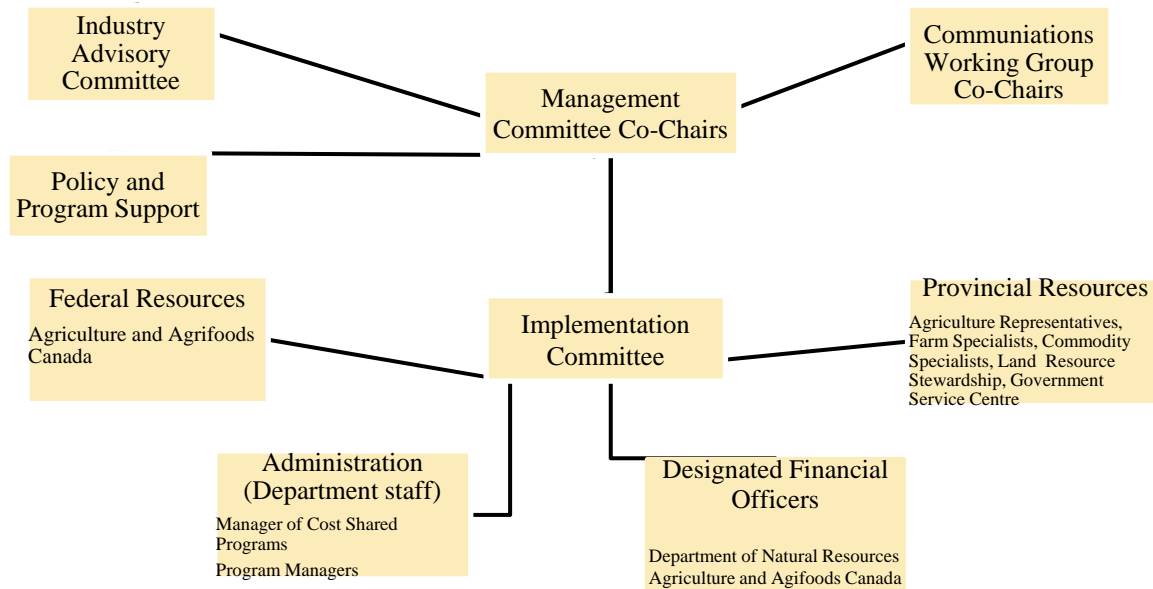 Industry
Advisory
Committee
Communiations
Working Group
Co-Chairs
Management
Committee Co-Chairs
Policy and
Program Support
Federal Resources
Agriculture and Agrifoods
Canada
Implementation
Committee
Provincial Resources
Agriculture Representatives,
Farm Specialists, Commodity
Specialists, Land Resource
Stewardship, Government
Service Centre
Administration
(Department staff)
Manager of Cost Shared
Programs
Program Managers
Designated Financial
Officers
Department of Natural Resources
Agriculture and Agifoods Canada